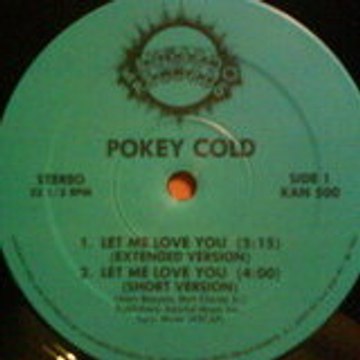 POKEY COLD
STEREO
33 1/3 RPM
SIDE 1
KAN 500
1. LET ME LOVE YOU (5:15)
(EXTENDED VERSION)
2. LET ME LOVE YOU (4:00)
(SHORT VERSION)